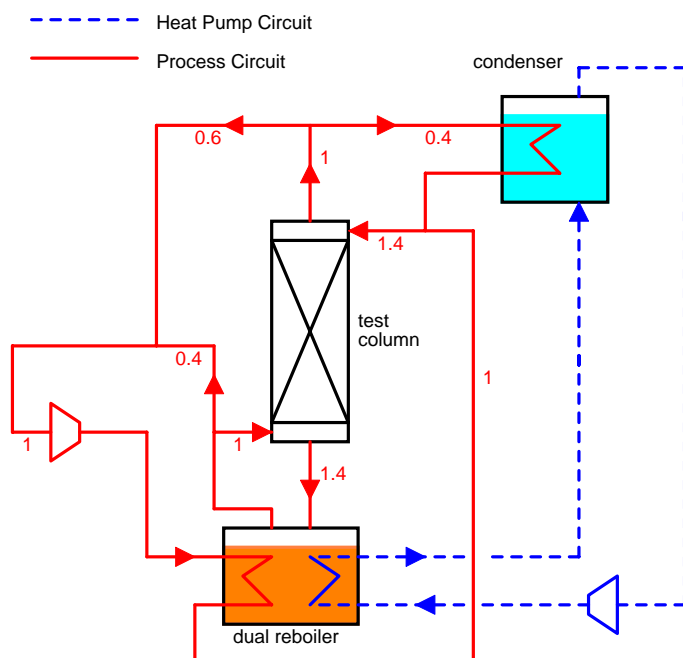 Heat Pump Circuit
Process Circuit
condenser
0.6
0.4
1
1.4
test
column
0.4
1
1
1
1.4
dual reboiler